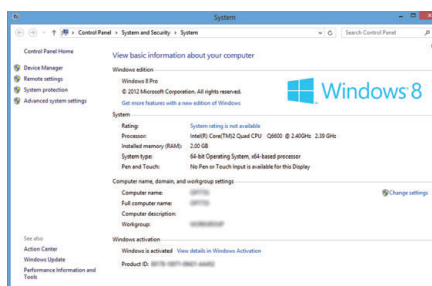 System
Control Panel ▸ System and Security ▸ System
Search Control Panel
Control Panel Home
Device Manager
Remote settings
System protection
Advanced system settings
View basic information about your computer
Windows edition
Windows 8 Pro
© 2012 Microsoft Corporation. All rights reserved.
Get more features with a new edition of Windows
Windows 8
System
Rating: System rating is not available
Processor: Intel(R) Core(TM)2 Quad CPU Q6600 @ 2.40GHz 2.39 GHz
Installed memory (RAM): 2.00 GB
System type: 64-bit Operating System, x64-based processor
Pen and Touch: No Pen or Touch Input is available for this Display
Computer name, domain, and workgroup settings
Computer name:
Change settings
Full computer name:
Computer description:
Workgroup:
Windows activation
Windows is activated View details in Windows Activation
Product ID:
See also
Action Center
Windows Update
Performance Information and
Tools